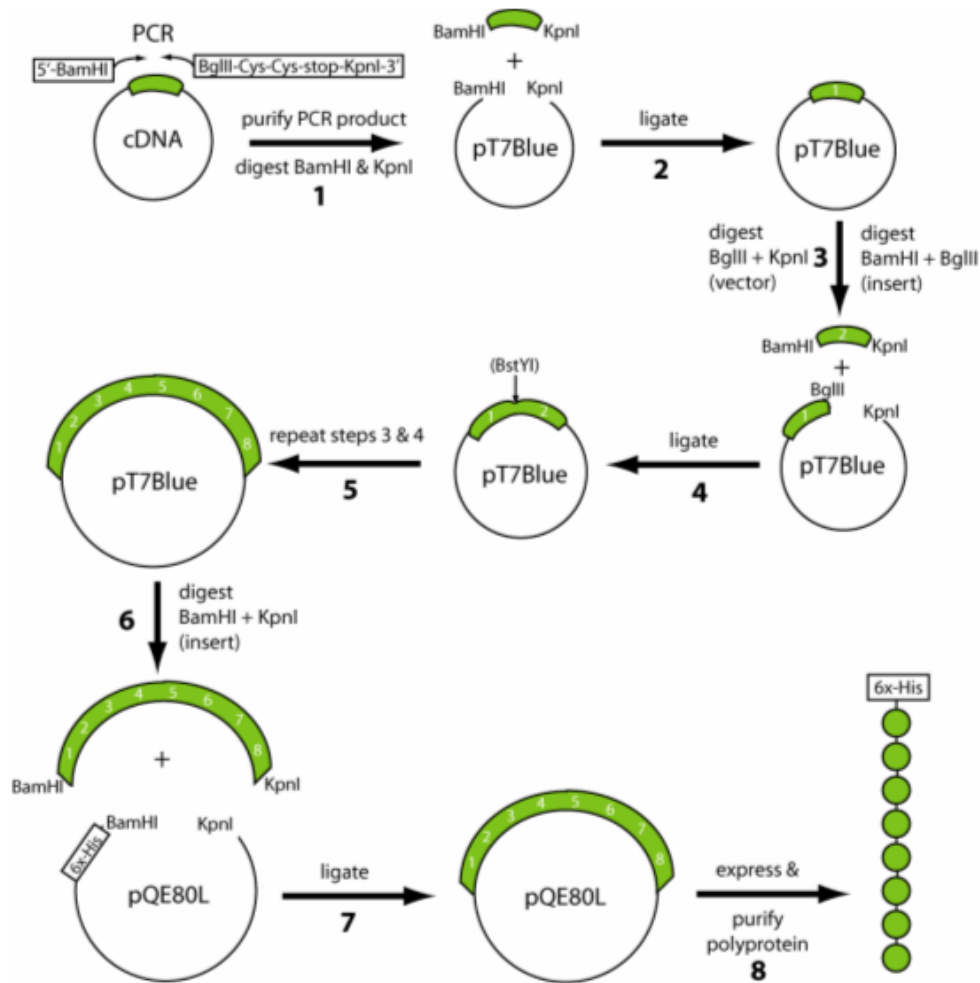 PCR
5'-BamHI
BglII-Cys-Cys-stop-KpnI-3'
cDNA
purify PCR product
digest BamHI & KpnI
1
BamHI
KpnI
+
BamHI
KpnI
pT7Blue
ligate
2
1
pT7Blue
digest
BglII + KpnI
(vector)
3
digest
BamHI + BglII
(insert)
BamHI
2
KpnI
+
BglII
1
KpnI
pT7Blue
ligate
4
(BstYI)
1
2
pT7Blue
repeat steps 3 & 4
5
1
2
3
4
5
6
7
8
pT7Blue
6
digest
BamHI + KpnI
(insert)
1
2
3
4
5
6
7
8
BamHI
KpnI
+
BamHI
KpnI
6x-His
pQE80L
ligate
7
1
2
3
4
5
6
7
8
pQE80L
express &
purify
polyprotein
8
6x-His